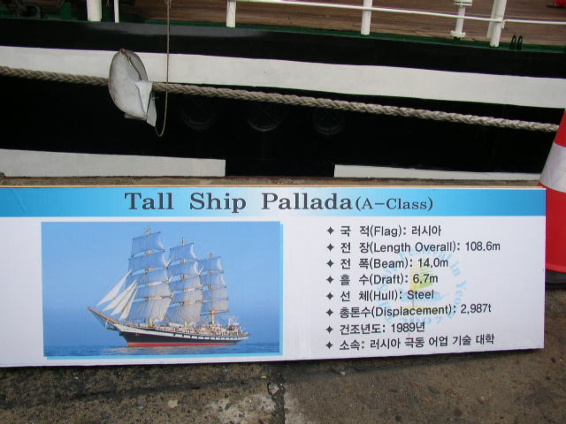 Tall Ship Pallada(A-Class)
✦ 국 적(Flag): 러시아
✦ 전 장(Length Overall): 108.6m
✦ 전 폭(Beam): 14.0m
✦ 흘 수(Draft): 6.7m
✦ 선 체(Hull): Steel
✦ 총톤수(Displacement): 2,987t
✦ 건조년도: 1989년
✦ 소속: 러시아 극동 어업 기술 대학